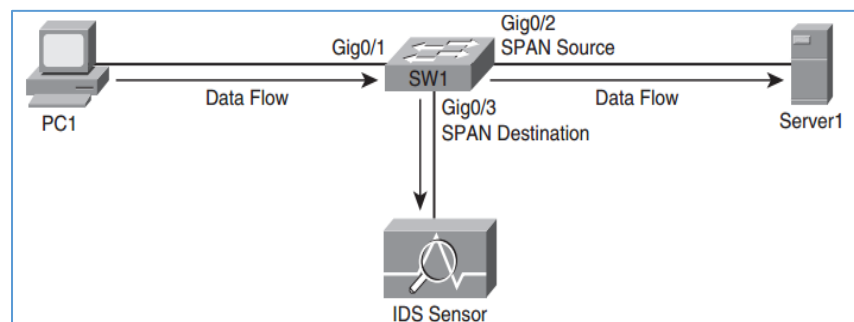 Gig0/1
Gig0/2
SPAN Source
SW1
Data Flow
Data Flow
PC1
Gig0/3
SPAN Destination
Server1
IDS Sensor